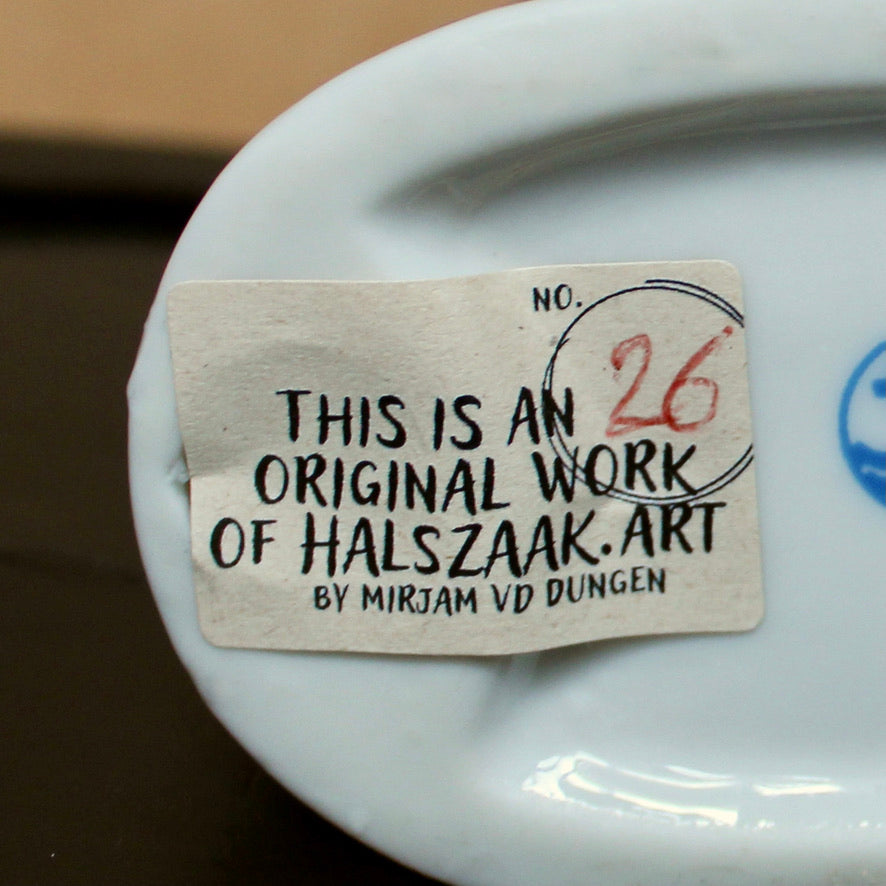 NO.
26
THIS IS AN
ORIGINAL WORK
OF HALSZAAK.ART
BY MIRJAM VD DUNGEN